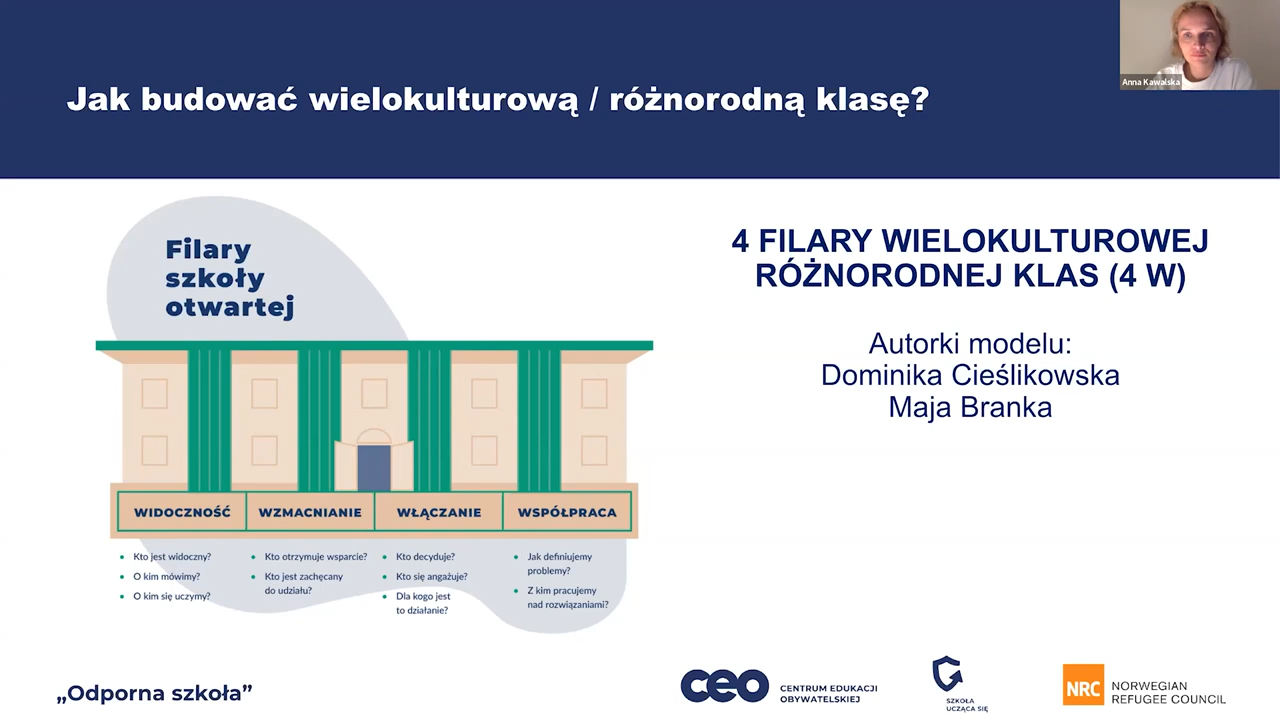 Jak budować wielokulturową / różnorodną klasę?
Anna Kawalska
Filary
szkoły
otwartej
4 FILARY WIELOKULTUROWEJ
RÓŻNORODNEJ KLAS (4 W)
Autorki modelu:
Dominika Cieślikowska
Maja Branka
WIDOCZNOŚĆ
• Kto jest widoczny?
• O kim mówimy?
• O kim się uczymy?
WZMACNIANIE
• Kto otrzymuje wsparcie?
• Kto jest zachęcany
do udziału?
WŁĄCZANIE
• Kto decyduje?
• Kto się angażuje?
• Dla kogo jest
to działanie?
WSPÓŁPRACA
• Jak definiujemy
problemy?
• Z kim pracujemy
nad rozwiązaniami?
„Odporna szkoła”
ceo
CENTRUM EDUKACJI
OBYWATELSKIEJ
SZKOŁA
UCZĄCA SIĘ
NRC
NORWEGIAN
REFUGEE COUNCIL